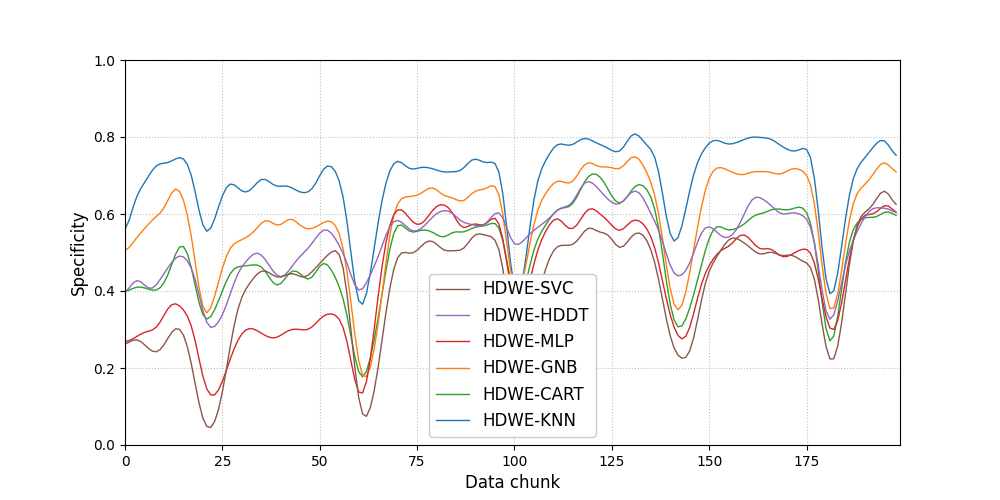 1.0
0.8
0.6
0.4
0.2
0.0
Specificity
HDWE-SVC
HDWE-HDDT
HDWE-MLP
HDWE-GNB
HDWE-CART
HDWE-KNN
0 25 50 75 100 125 150 175
Data chunk